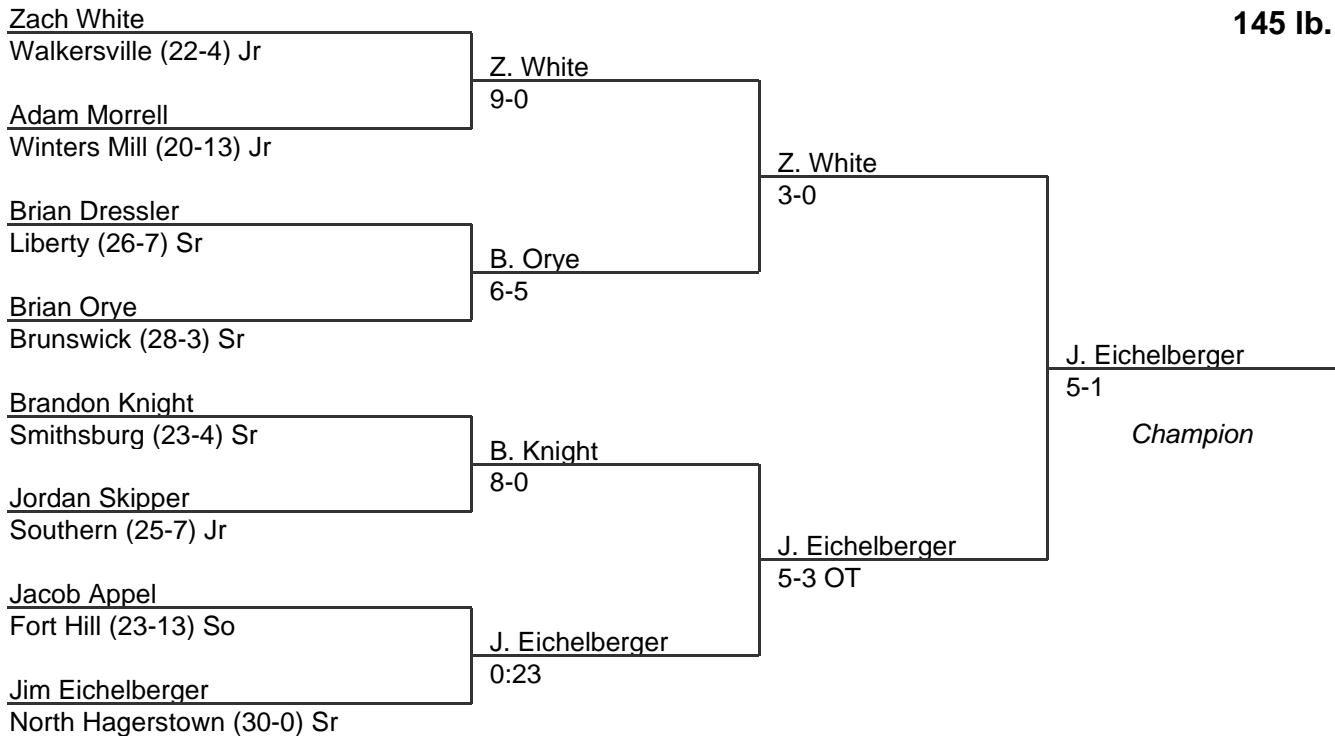 Zach White
Walkersville (22-4) Jr
Adam Morrell
Winters Mill (20-13) Jr
Brian Dressler
Liberty (26-7) Sr
Brian Orye
Brunswick (28-3) Sr
Brandon Knight
Smithsburg (23-4) Sr
Jordan Skipper
Southern (25-7) Jr
Jacob Appel
Fort Hill (23-13) So
Jim Eichelberger
North Hagerstown (30-0) Sr
Z. White
9-0
B. Orye
6-5
B. Knight
8-0
J. Eichelberger
0:23
Z. White
3-0
J. Eichelberger
5-3 OT
145 lb.
J. Eichelberger
5-1
Champion